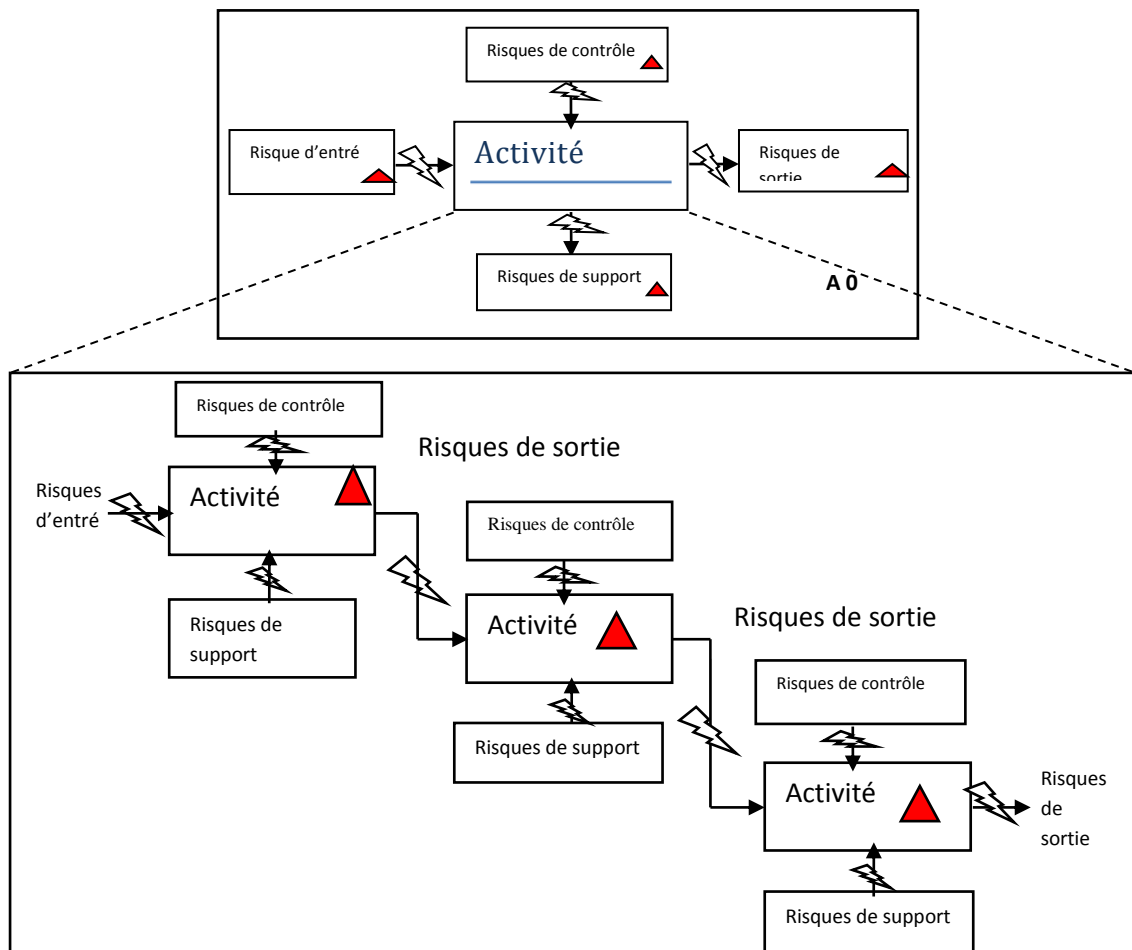 Risques de contrôle
Risque d'entré
Activité
Risques de
sortie
Risques de support
A 0
Risques de contrôle
Risques de sortie
Risques
d'entré
Activité
Risques de contrôle
Risques de
support
Activité
Risques de sortie
Risques de contrôle
Risques de support
Activité
Risques
de
sortie
Risques de support